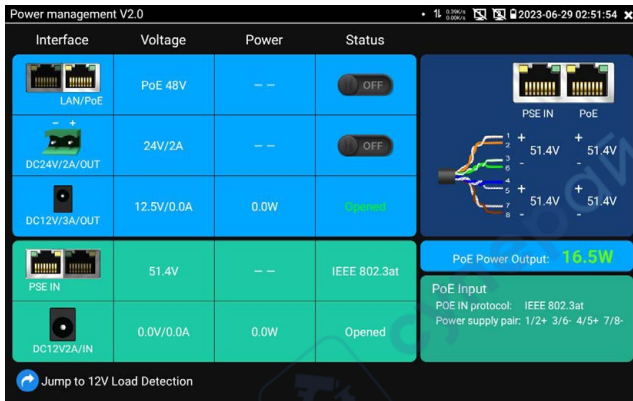 Power management V2.0
0.39K/s
0.00K/s
2023-06-29 02:51:54
Interface Voltage Power Status
LAN/PoE PoE 48V -- OFF
- +
DC24V/2A/OUT 24V/2A -- OFF
DC12V/3A/OUT 12.5V/0.0A 0.0W Opened
PSE IN 51.4V -- IEEE 802.3at
DC12V2A/IN 0.0V/0.0A 0.0W Opened
Jump to 12V Load Detection
PSE IN PoE
1 + +
2 51.4V 51.4V
3
6 - -
4 + +
5 51.4V 51.4V
7
8 - -
PoE Power Output: 16.5W
PoE Input
POE IN protocol: IEEE 802.3at
Power supply pair: 1/2+ 3/6- 4/5+ 7/8-